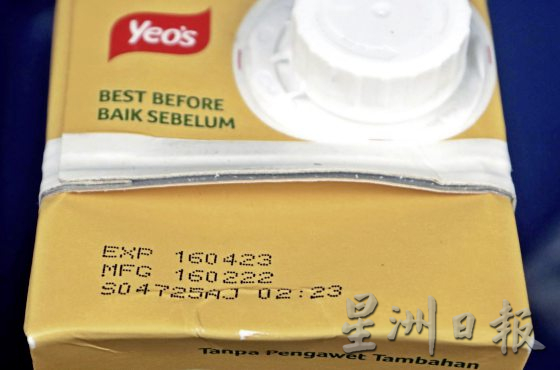 Yeo's
BEST BEFORE
BAIK SEBELUM
EXP 160423
MFG 160222
S04725AJ 02:23
星洲日報
Tanpa Pengawet Tambahan